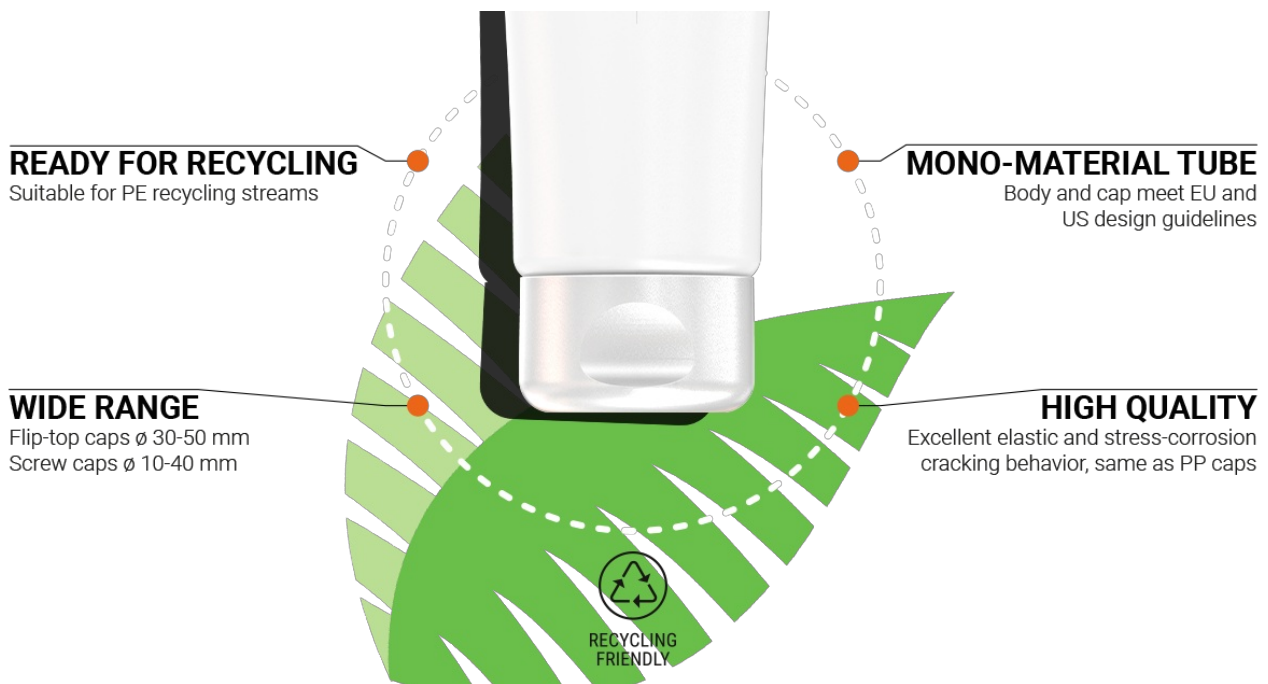 READY FOR RECYCLING
Suitable for PE recycling streams
MONO-MATERIAL TUBE
Body and cap meet EU and
US design guidelines
WIDE RANGE
Flip-top caps ø 30-50 mm
Screw caps ø 10-40 mm
HIGH QUALITY
Excellent elastic and stress-corrosion
cracking behavior, same as PP caps
RECYCLING
FRIENDLY